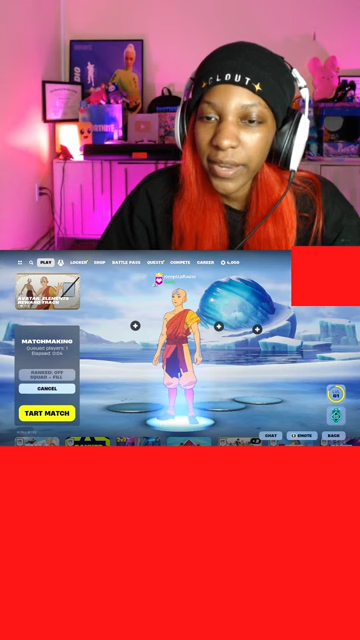 CLOUT
PLAY
LOCKER
SHOP
BATTLE PASS
QUESTS
COMPETE
CAREER
AVATAR: ELEMENTS
REWARD TRACK
MATCHMAKING
Queued players: 1
Elapsed: 0:04
RANKED: OFF
SQUAD - FILL
CANCEL
TART MATCH
CHAT
EMOTE
BACK